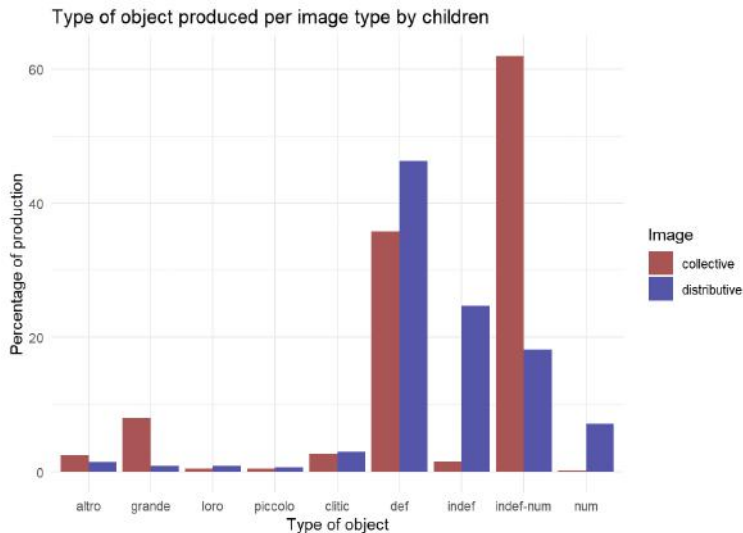 Type of object produced per image type by children
60
40
20
0
Percentage of production
altro grande loro piccolo clitic def indef indef-num num
Type of object
Image
collective
distributive